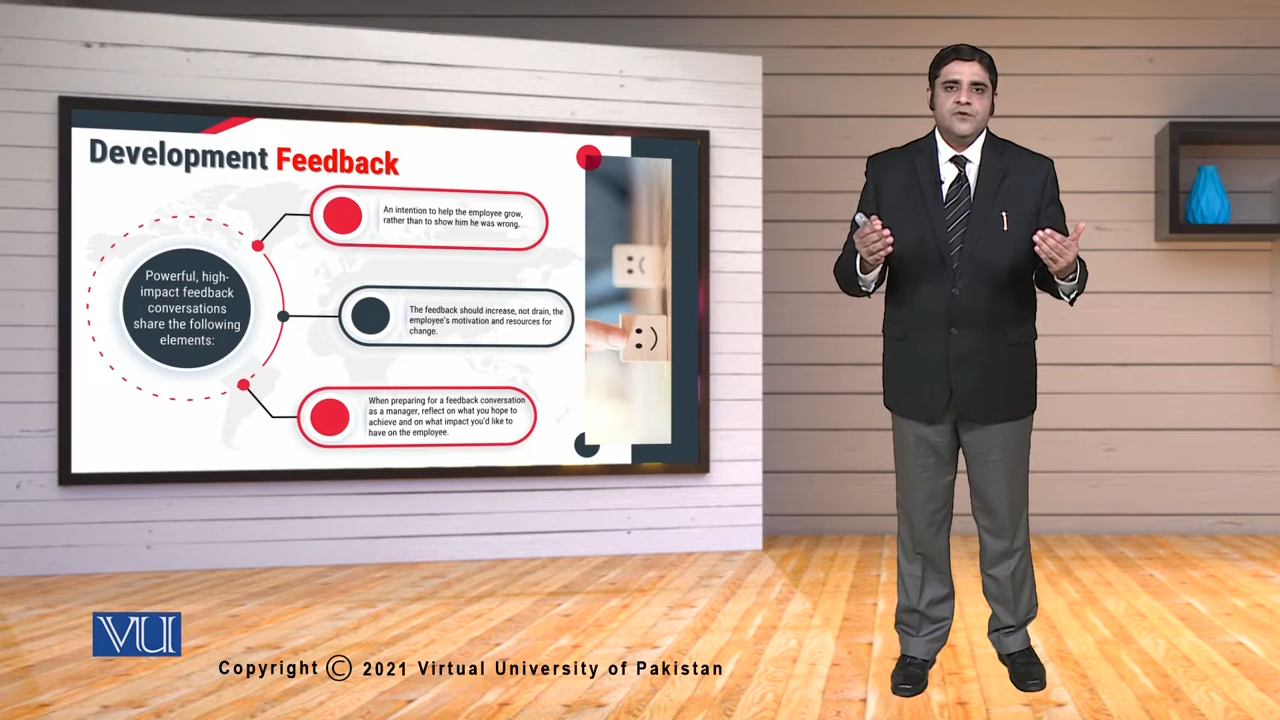 Development Feedback
Powerful, high-
impact feedback
conversations
share the following
elements:
An intention to help the employee grow,
rather than to show him he was wrong.
The feedback should increase, not drain, the
employee's motivation and resources for
change.
When preparing for a feedback conversation
as a manager, reflect on what you hope to
achieve and on what impact you'd like to
have on the employee.
VU
Copyright © 2021 Virtual University of Pakistan